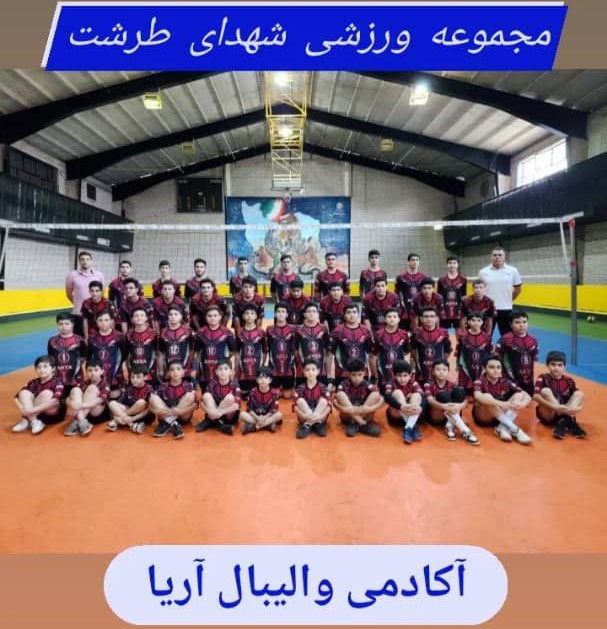 مجموعه ورزشی شهدای طرشت
آکادمی والیبال آریا